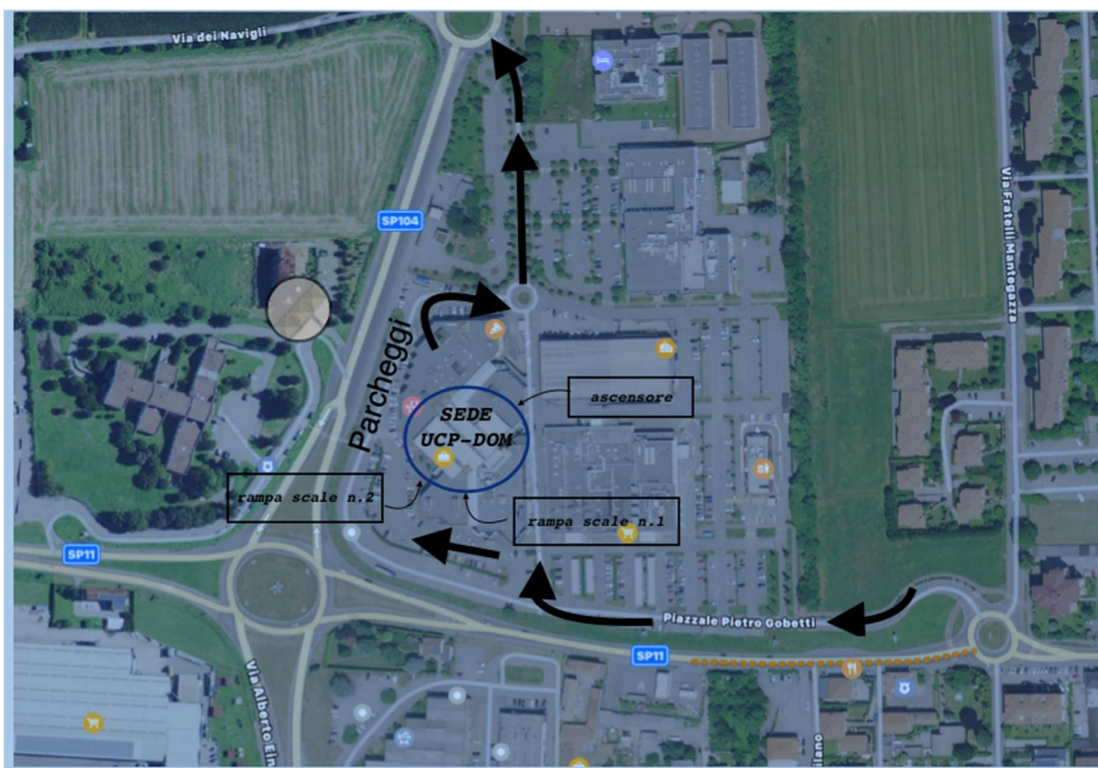 Via dei Navigli
SP104
Via Fratelli Mantegazza
Parcheggi
SEDE
UCP-DOM
ascensore
rampa scale n.2
rampa scale n.1
SP11
Piazzale Pietro Gobetti
SP11
Via Alberto Ein
ilano